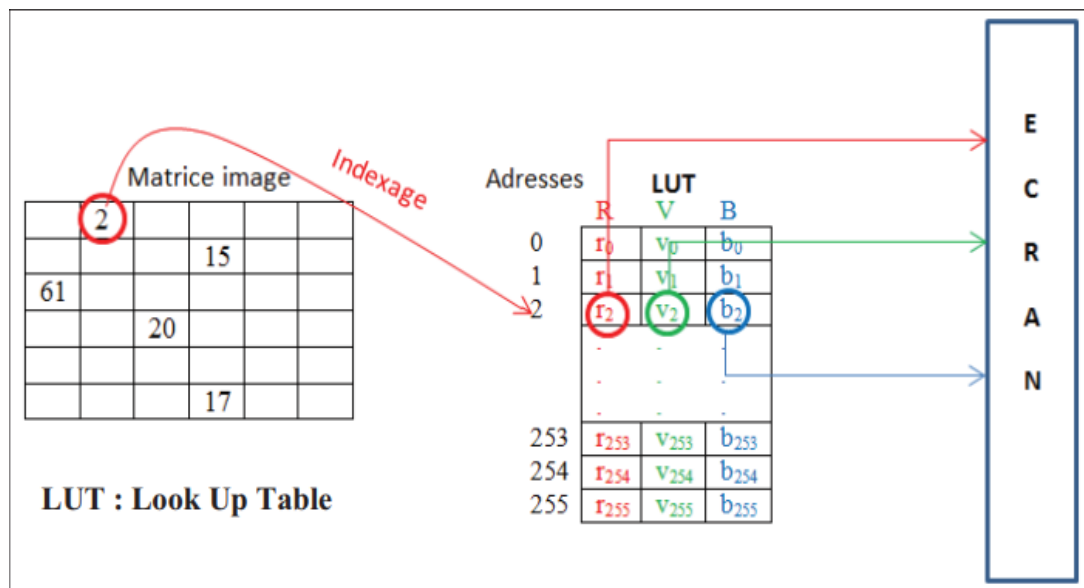 Matrice image
2
15
61
20
17
LUT : Look Up Table
Indexage
Adresses LUT
R V B
0 r₀ v₀ b₀
1 r₁ v₁ b₁
2 r₂ v₂ b₂
. . .
. . .
. . .
253 r₂₅₃ v₂₅₃ b₂₅₃
254 r₂₅₄ v₂₅₄ b₂₅₄
255 r₂₅₅ v₂₅₅ b₂₅₅
E
C
R
A
N